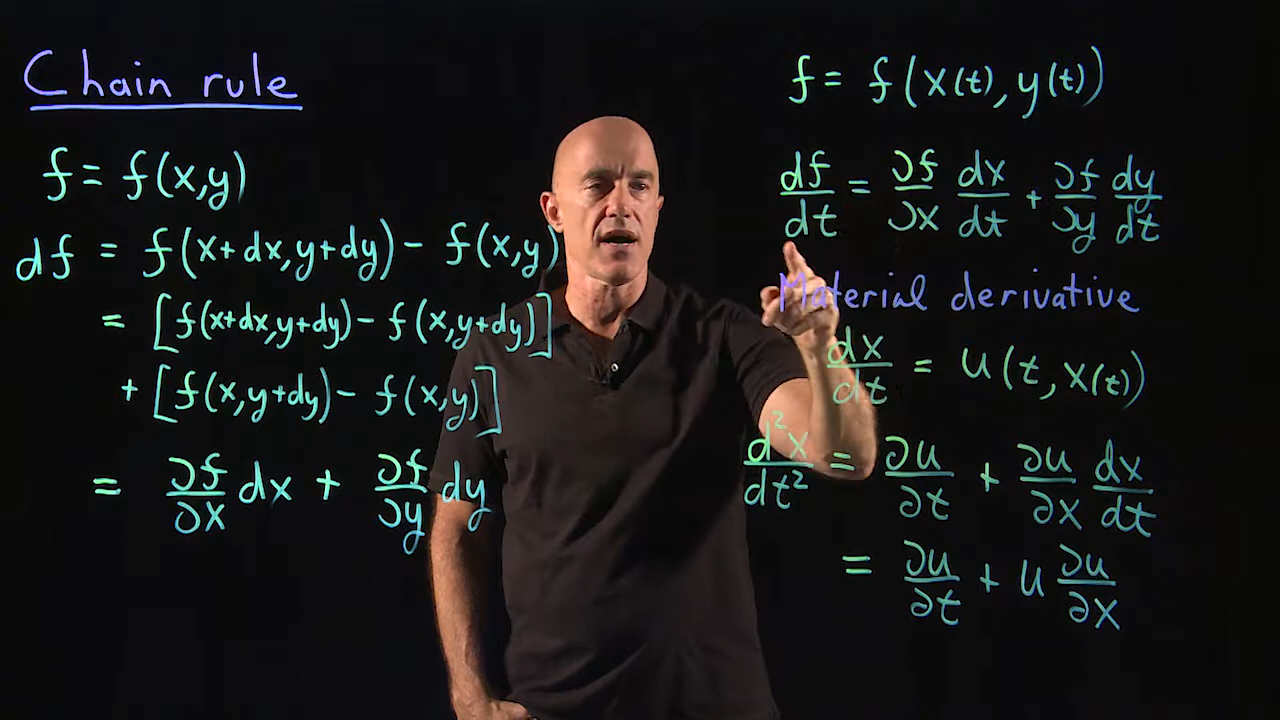 Chain rule
f = f(x,y)
df = f(x+dx,y+dy) - f(x,y)
= [f(x+dx,y+dy) - f(x,y+dy)]
+ [f(x,y+dy) - f(x,y)]
= ∂f/∂x dx + ∂f/∂y dy
f = f(x(t), y(t))
df/dt = ∂f/∂x dx/dt + ∂f/∂y dy/dt
Material derivative
dx/dt = u(t, x(t))
d²x/dt² = ∂u/∂t + ∂u/∂x dx/dt
= ∂u/∂t + u ∂u/∂x